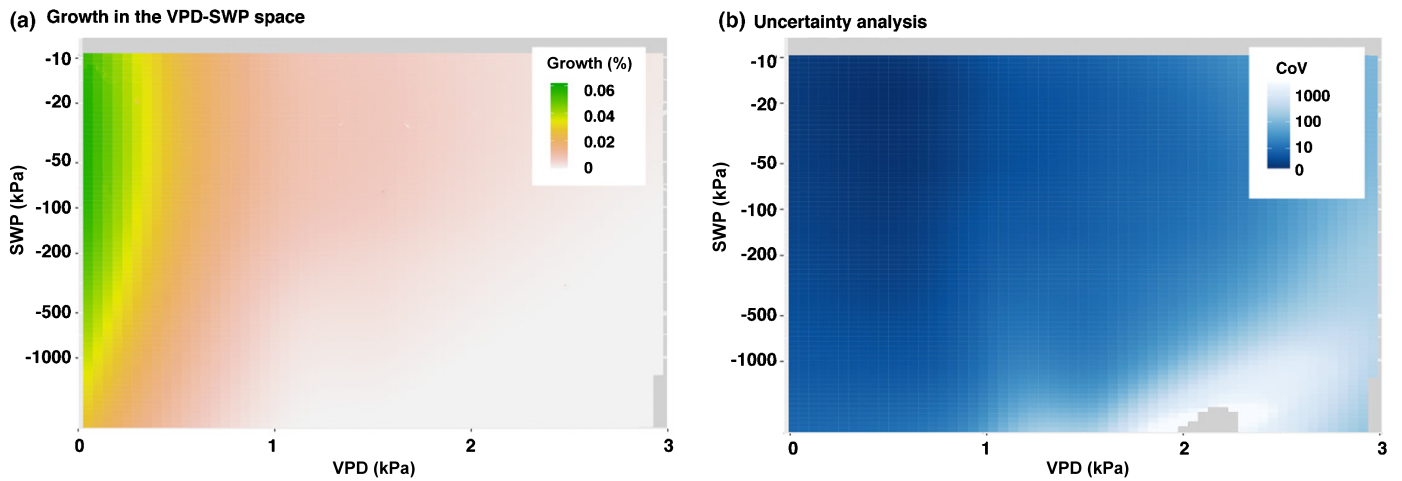 (a) Growth in the VPD-SWP space
Growth (%)
0.06
0.04
0.02
0
-10
-20
-50
-100
-200
-500
-1000
SWP (kPa)
0 1 2 3
VPD (kPa)
(b) Uncertainty analysis
CoV
1000
100
10
0
-10
-20
-50
-100
-200
-500
-1000
SWP (kPa)
0 1 2 3
VPD (kPa)